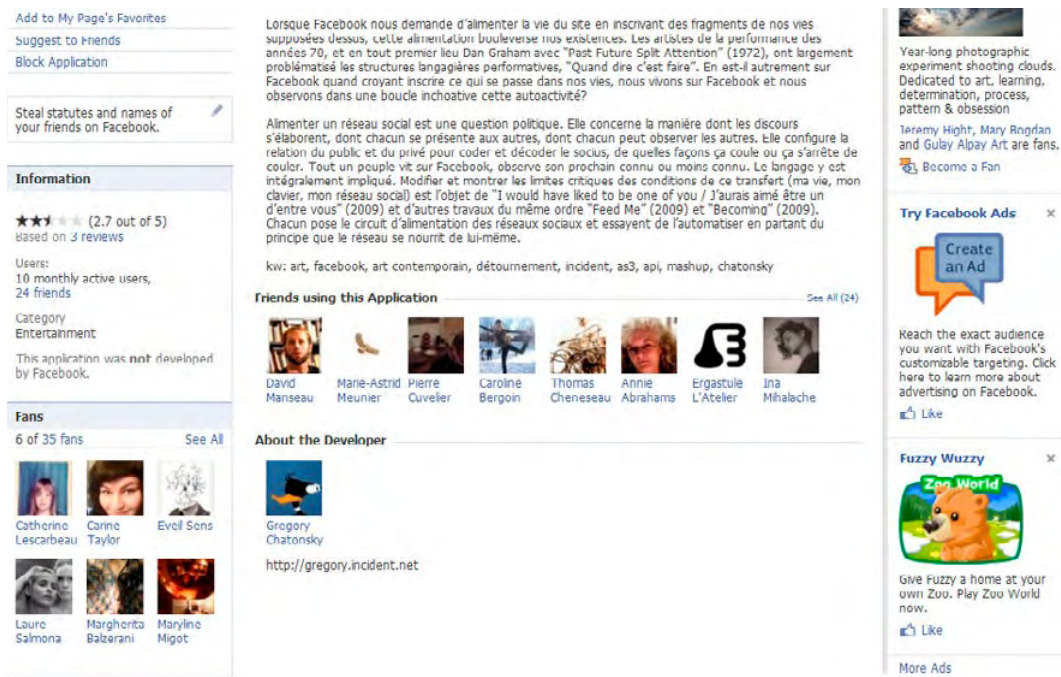 Add to My Page's Favorites
Suggest to Friends
Block Application
Steal statutes and names of
your friends on Facebook.
Information
(2.7 out of 5)
Based on 3 reviews
Users:
10 monthly active users,
24 friends
Category
Entertainment
This application was not developed
by Facebook.
Fans
6 of 35 fans
See All
Catherine
Lescarbeau
Carine
Taylor
Eveil Sens
Laure
Salmona
Margherita
Balzerani
Maryline
Migot
Lorsque Facebook nous demande d'alimenter la vie du site en inscrivant des fragments de nos vies
supposées dessus, cette alimentation bouleverse nos existences. Les artistes de la performance des
années 70, et en tout premier lieu Dan Graham avec "Past Future Split Attention" (1972), ont largement
problématisé les structures langagières performatives, "Quand dire c'est faire". En est-il autrement sur
Facebook quand croyant inscrire ce qui se passe dans nos vies, nous vivons sur Facebook et nous
observons dans une boucle inchoative cette autoactivité?
Alimenter un réseau social est une question politique. Elle concerne la manière dont les discours
s'élaborent, dont chacun se présente aux autres, dont chacun peut observer les autres. Elle configure la
relation du public et du privé pour coder et décoder le socius, de quelles façons ça coule ou ça s'arrête de
couler. Tout un peuple vit sur Facebook, observe son prochain connu ou moins connu. Le langage y est
intégralement impliqué. Modifier et montrer les limites critiques des conditions de ce transfert (ma vie, mon
clavier, mon réseau social) est l'objet de "I would have liked to be one of you / J'aurais aimé être un
d'entre vous" (2009) et d'autres travaux du même ordre "Feed Me" (2009) et "Becoming" (2009).
Chacun pose le circuit d'alimentation des réseaux sociaux et essayent de l'automatiser en partant du
principe que le réseau se nourrit de lui-même.
kw: art, facebook, art contemporain, détournement, incident, as3, api, mashup, chatonsky
Friends using this Application
See All (24)
David
Manseau
Marie-Astrid
Meunier
Pierre
Cuvelier
Caroline
Bergoin
Thomas
Cheneseau
Annie
Abrahams
Ergastule
L'Atelier
Ina
Mihalache
About the Developer
Gregory
Chatonsky
http://gregory.incident.net
Year-long photographic
experiment shooting clouds.
Dedicated to art, learning,
determination, process,
pattern & obsession
Jeremy Hight, Mary Bogdan
and Gulay Alpay Art are fans.
Become a Fan
Try Facebook Ads
Create
an Ad
Reach the exact audience
you want with Facebook's
customizable targeting. Click
here to learn more about
advertising on Facebook.
Like
Fuzzy Wuzzy
Zoo World
Give Fuzzy a home at your
own Zoo. Play Zoo World
now.
Like
More Ads